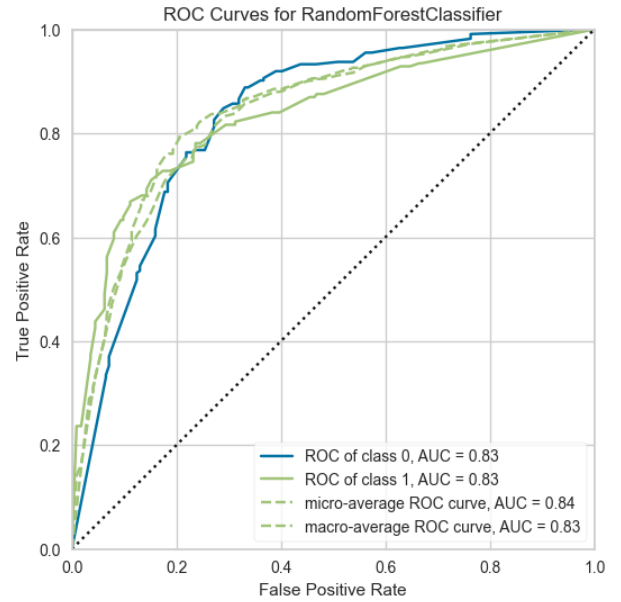 ROC Curves for RandomForestClassifier
1.0
0.8
0.6
0.4
0.2
0.0
True Positive Rate
ROC of class 0, AUC = 0.83
ROC of class 1, AUC = 0.83
micro-average ROC curve, AUC = 0.84
macro-average ROC curve, AUC = 0.83
0.0 0.2 0.4 0.6 0.8 1.0
False Positive Rate